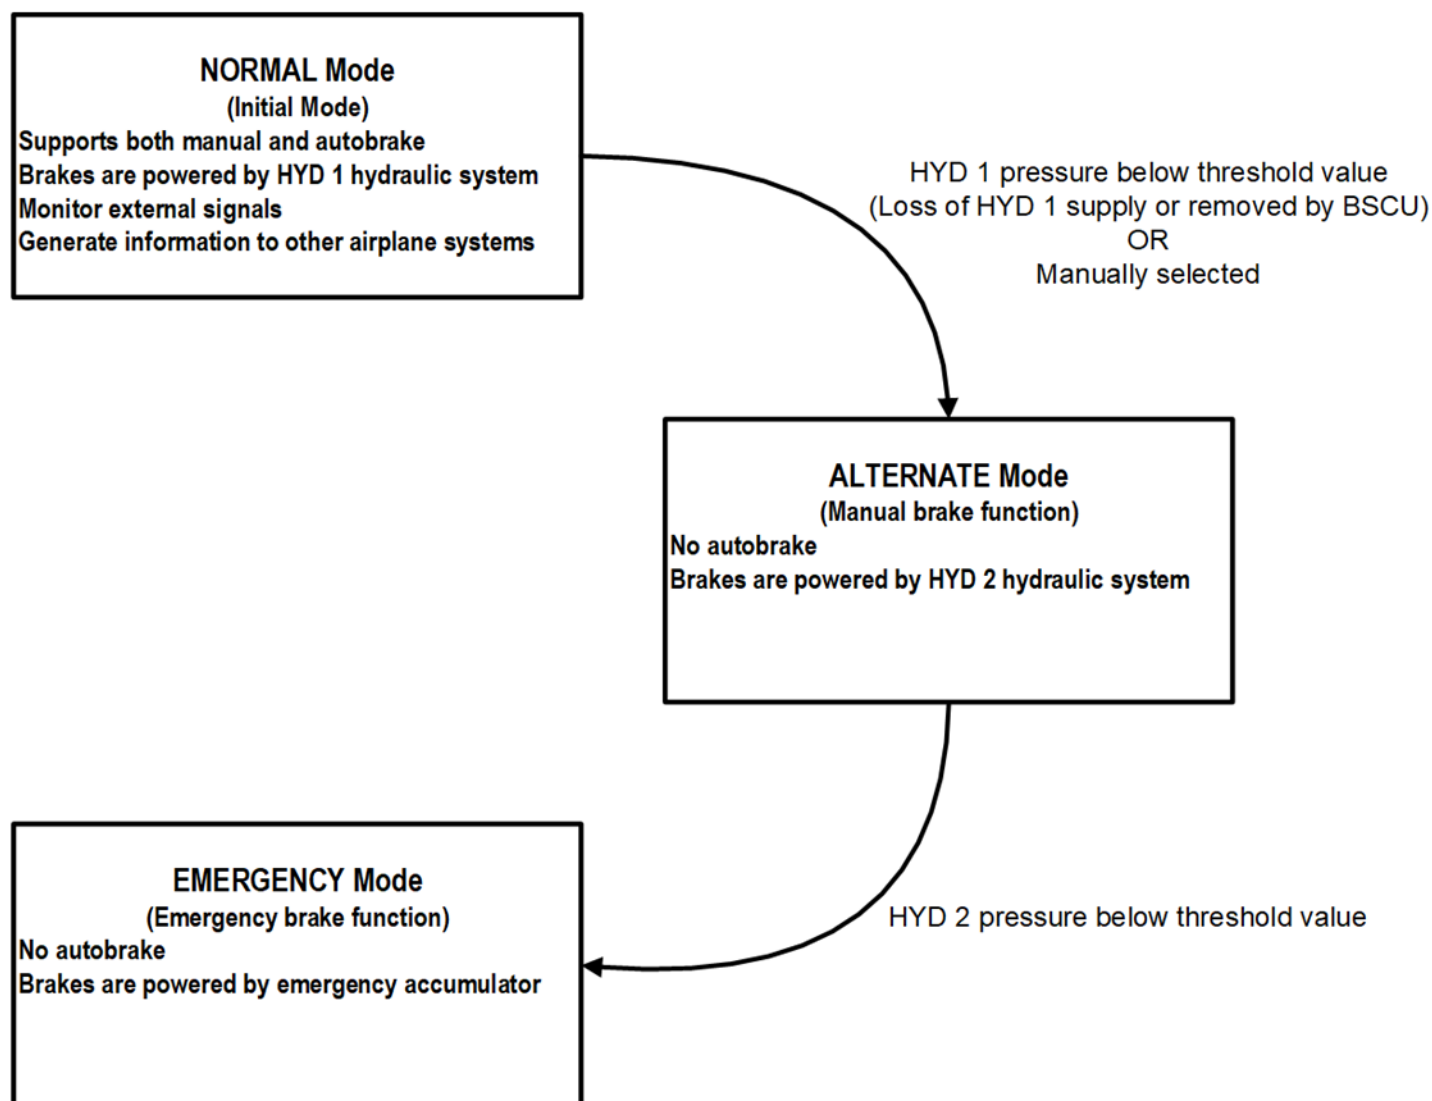 NORMAL Mode
(Initial Mode)
Supports both manual and autobrake
Brakes are powered by HYD 1 hydraulic system
Monitor external signals
Generate information to other airplane systems
HYD 1 pressure below threshold value
(Loss of HYD 1 supply or removed by BSCU)
OR
Manually selected
ALTERNATE Mode
(Manual brake function)
No autobrake
Brakes are powered by HYD 2 hydraulic system
EMERGENCY Mode
(Emergency brake function)
No autobrake
Brakes are powered by emergency accumulator
HYD 2 pressure below threshold value